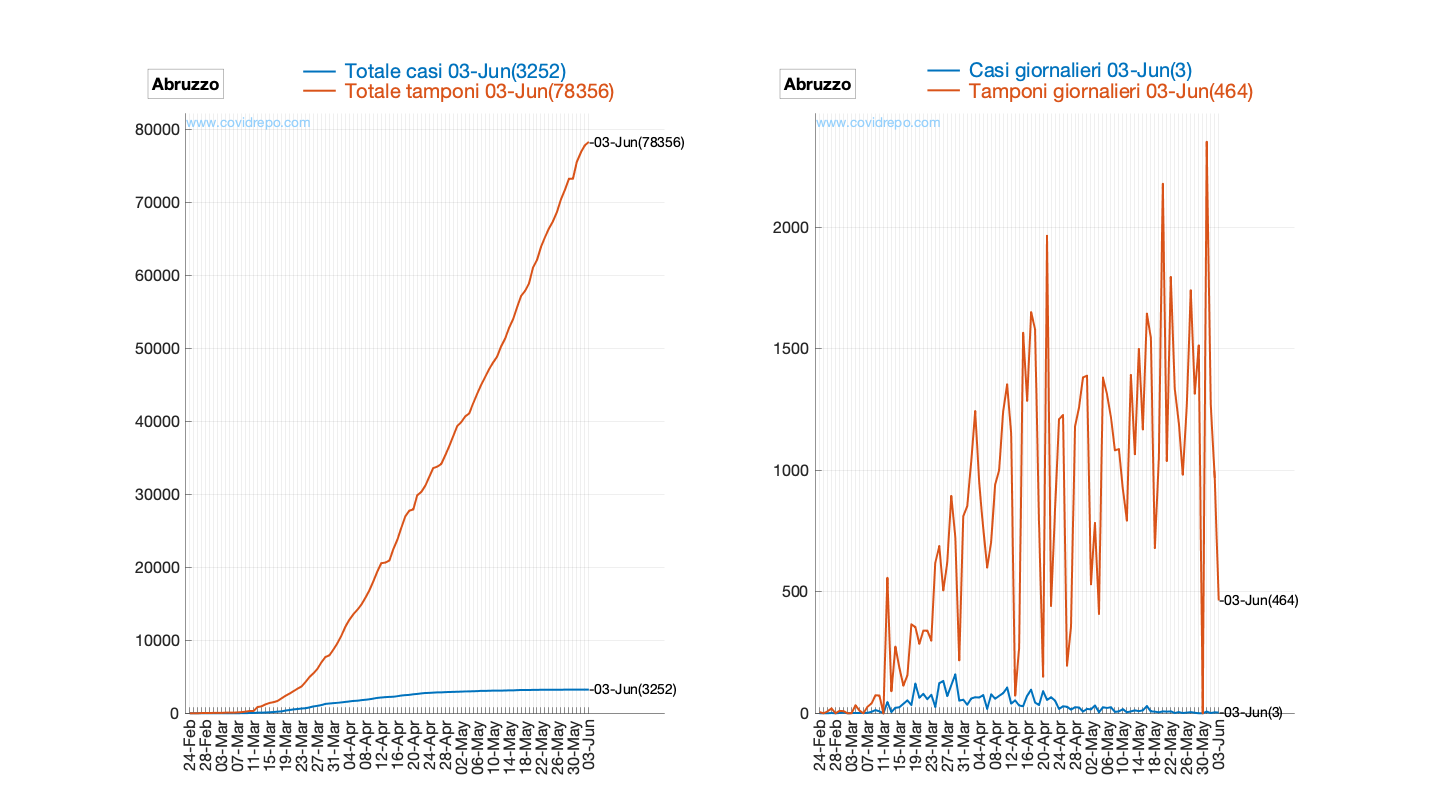 Abruzzo
Totale casi 03-Jun(3252)
Totale tamponi 03-Jun(78356)
www.covidrepo.com
80000
70000
60000
50000
40000
30000
20000
10000
0
-03-Jun(78356)
-03-Jun(3252)
24-Feb
28-Feb
03-Mar
07-Mar
11-Mar
15-Mar
19-Mar
23-Mar
27-Mar
31-Mar
04-Apr
08-Apr
12-Apr
16-Apr
20-Apr
24-Apr
28-Apr
02-May
06-May
10-May
14-May
18-May
22-May
26-May
30-May
03-Jun
Abruzzo
Casi giornalieri 03-Jun(3)
Tamponi giornalieri 03-Jun(464)
www.covidrepo.com
2000
1500
1000
500
0
-03-Jun(464)
-03-Jun(3)
24-Feb
28-Feb
03-Mar
07-Mar
11-Mar
15-Mar
19-Mar
23-Mar
27-Mar
31-Mar
04-Apr
08-Apr
12-Apr
16-Apr
20-Apr
24-Apr
28-Apr
02-May
06-May
10-May
14-May
18-May
22-May
26-May
30-May
03-Jun